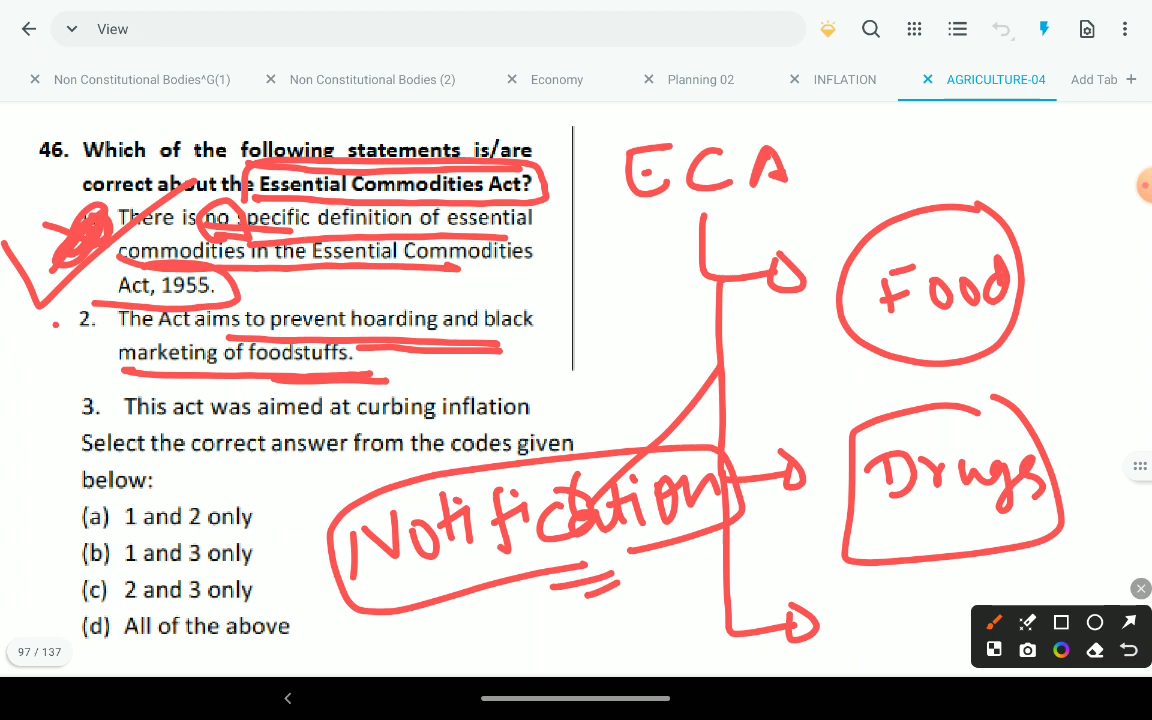 View
Non Constitutional Bodies^G(1)
Non Constitutional Bodies (2)
Economy
Planning 02
INFLATION
AGRICULTURE-04
Add Tab
46. Which of the following statements is/are
correct about the Essential Commodities Act?
There is no specific definition of essential
commodities in the Essential Commodities
Act, 1955.
2. The Act aims to prevent hoarding and black
marketing of foodstuffs.
3. This act was aimed at curbing inflation
Select the correct answer from the codes given
below:
(a) 1 and 2 only
(b) 1 and 3 only
(c) 2 and 3 only
(d) All of the above
ECA
Food
Drugs
Notification
97 / 137